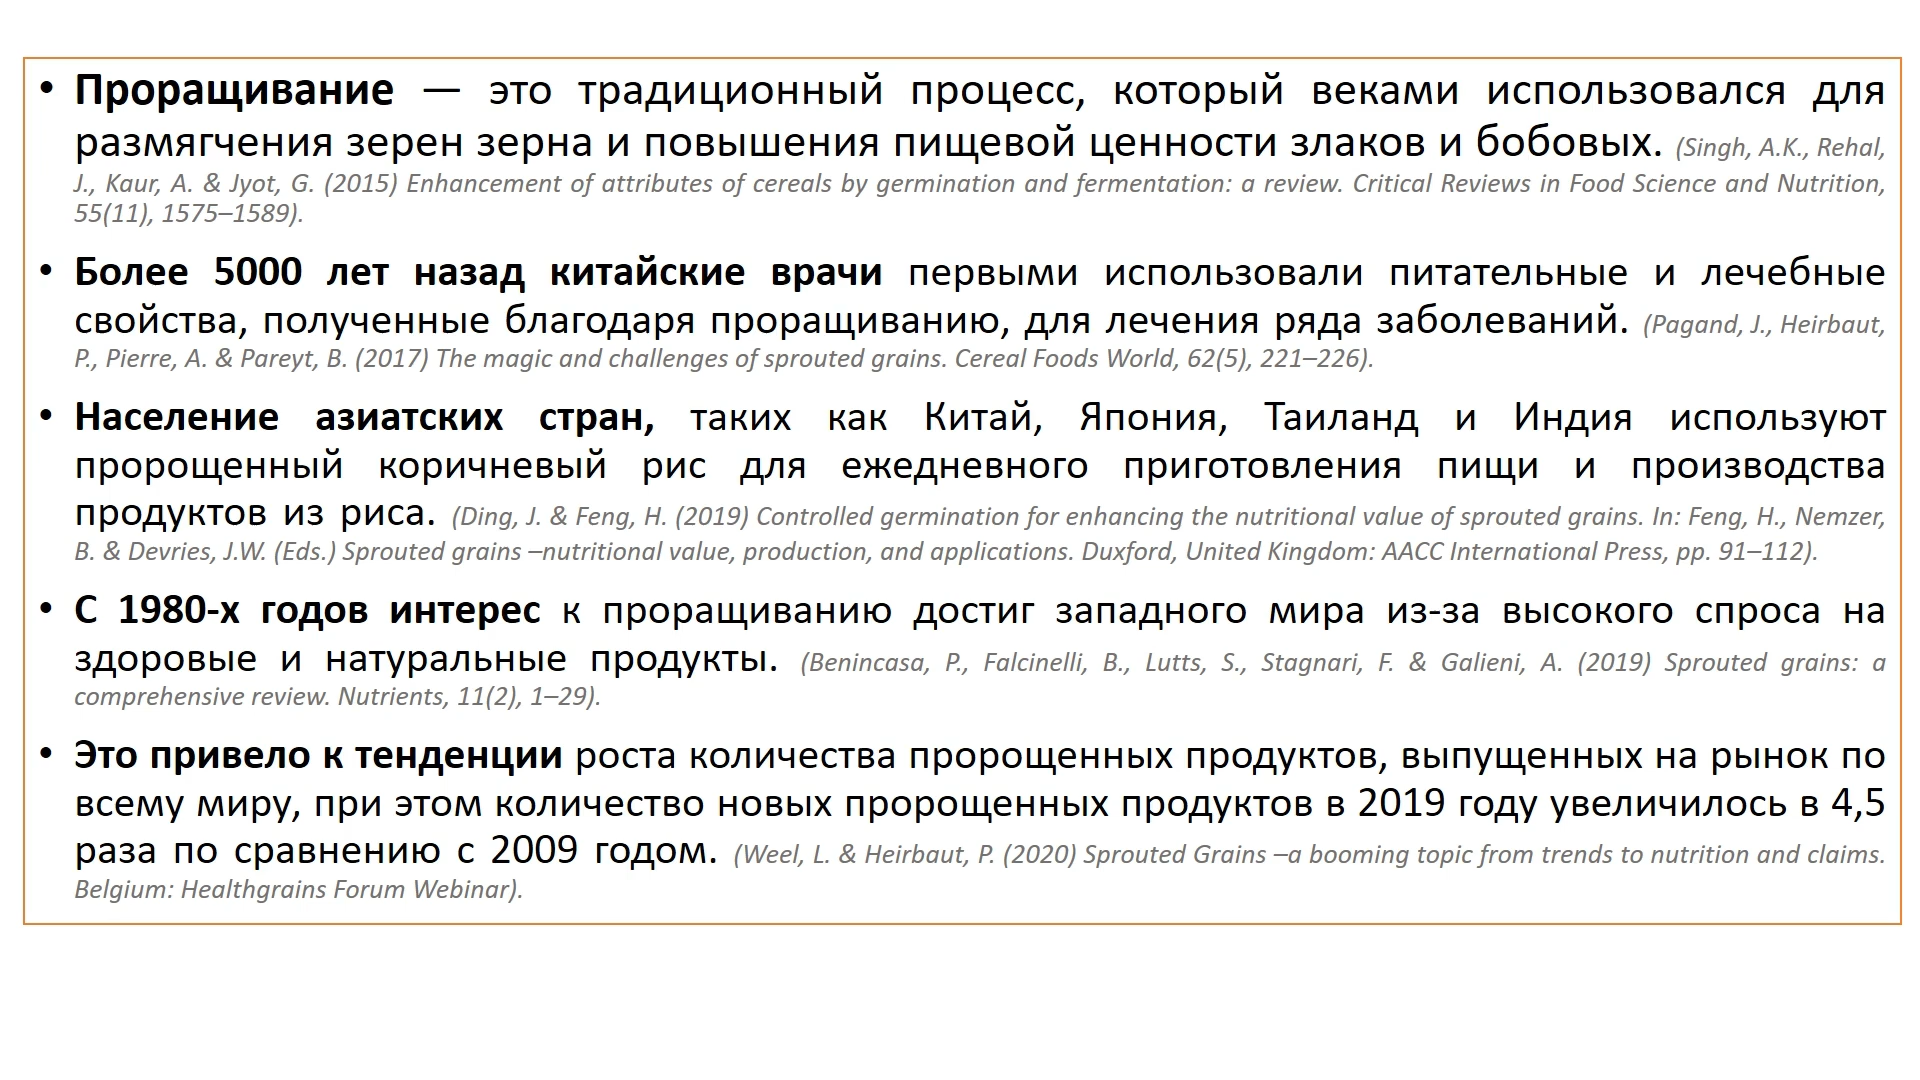 • Проращивание — это традиционный процесс, который веками использовался для
размягчения зерен зерна и повышения пищевой ценности злаков и бобовых. (Singh, A.K., Rehal,
J., Kaur, A. & Jyot, G. (2015) Enhancement of attributes of cereals by germination and fermentation: a review. Critical Reviews in Food Science and Nutrition,
55(11), 1575–1589).
• Более 5000 лет назад китайские врачи первыми использовали питательные и лечебные
свойства, полученные благодаря проращиванию, для лечения ряда заболеваний. (Pagand, J., Heirbaut,
P., Pierre, A. & Pareyt, B. (2017) The magic and challenges of sprouted grains. Cereal Foods World, 62(5), 221–226).
• Население азиатских стран, таких как Китай, Япония, Таиланд и Индия используют
пророщенный коричневый рис для ежедневного приготовления пищи и производства
продуктов из риса. (Ding, J. & Feng, H. (2019) Controlled germination for enhancing the nutritional value of sprouted grains. In: Feng, H., Nemzer,
B. & Devries, J.W. (Eds.) Sprouted grains –nutritional value, production, and applications. Duxford, United Kingdom: AACC International Press, pp. 91–112).
• С 1980-х годов интерес к проращиванию достиг западного мира из-за высокого спроса на
здоровые и натуральные продукты. (Benincasa, P., Falcinelli, B., Lutts, S., Stagnari, F. & Galieni, A. (2019) Sprouted grains: a
comprehensive review. Nutrients, 11(2), 1–29).
• Это привело к тенденции роста количества пророщенных продуктов, выпущенных на рынок по
всему миру, при этом количество новых пророщенных продуктов в 2019 году увеличилось в 4,5
раза по сравнению с 2009 годом. (Weel, L. & Heirbaut, P. (2020) Sprouted Grains –a booming topic from trends to nutrition and claims.
Belgium: Healthgrains Forum Webinar).